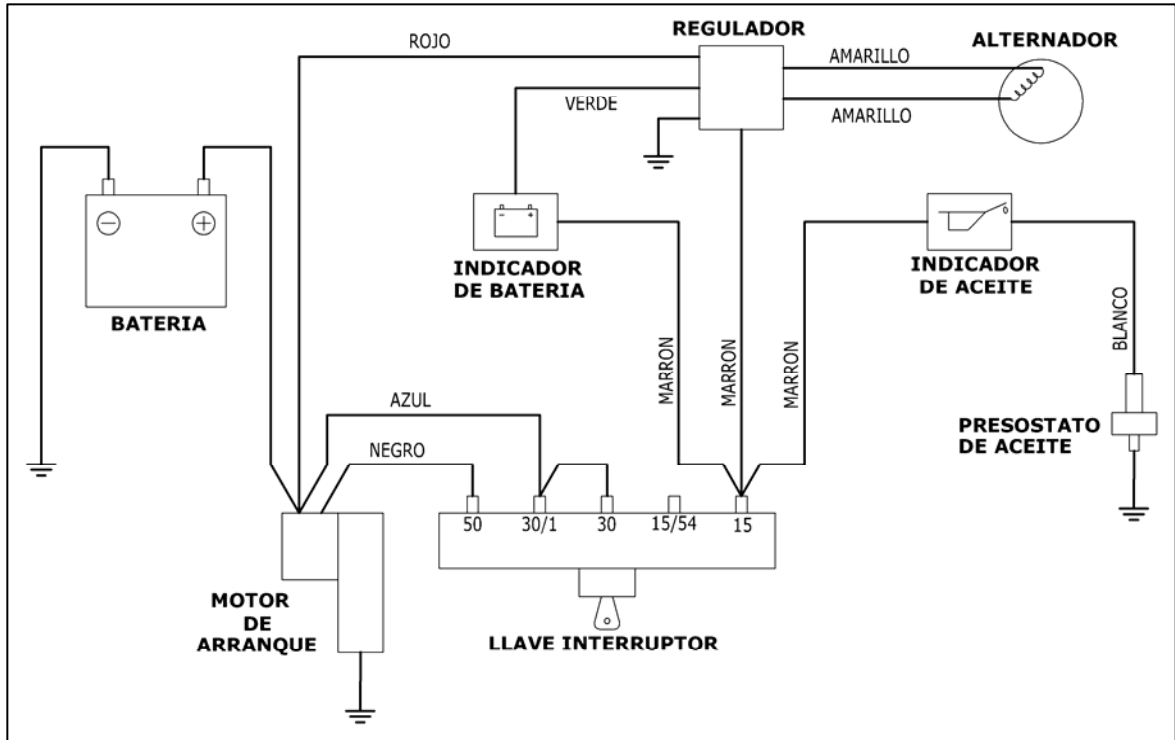 REGULADOR
ROJO
ALTERNADOR
AMARILLO
VERDE
AMARILLO
INDICADOR
DE BATERIA
INDICADOR
DE ACEITE
BATERIA
MARRON
MARRON
MARRON
BLANCO
AZUL
NEGRO
PRESOSTATO
DE ACEITE
50
30/1
30
15/54
15
MOTOR
DE
ARRANQUE
LLAVE INTERRUPTOR